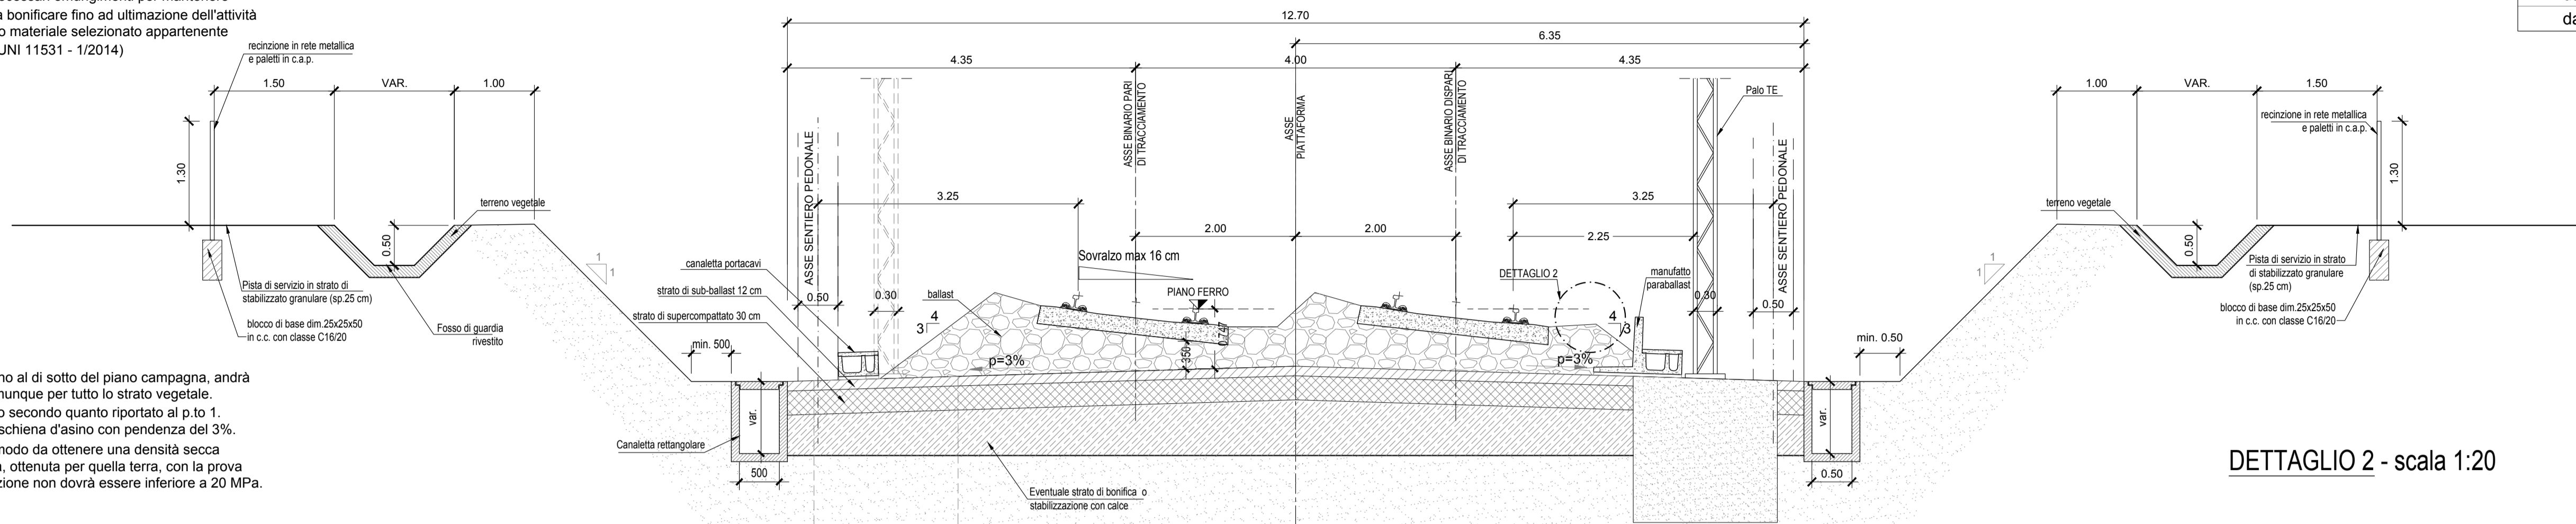 a bonificare fino ad ultimazione dell'attività
o materiale selezionato appartenente
UNI 11531 - 1/2014)
da
recinzione in rete metallica
e paletti in c.a.p.
1.50
VAR.
1.00
1.30
0.50
terreno vegetale
Pista di servizio in strato di
stabilizzato granulare (sp.25 cm)
blocco di base dim.25x25x50
in c.c. con classe C16/20
Fosso di guardia
rivestito
1
1
12.70
6.35
4.35
4.00
4.35
ASSE SENTIERO PEDONALE
ASSE BINARIO PARI
DI TRACCIAMENTO
ASSE
PIATTAFORMA
ASSE BINARIO DISPARI
DI TRACCIAMENTO
Palo TE
ASSE SENTIERO PEDONALE
3.25
3.25
2.00
2.00
2.25
Sovralzo max 16 cm
canaletta portacavi
strato di sub-ballast 12 cm
strato di supercompattato 30 cm
0.50
0.30
ballast
4
3
PIANO FERRO
DETTAGLIO 2
manufatto
paraballast
4
3
0.30
0.50
350
0.747
p=3%
p=3%
min. 500
var.
Canaletta rettangolare
500
Eventuale strato di bonifica o
stabilizzazione con calce
min. 0.50
var.
0.50
1
1
1.00
VAR.
1.50
recinzione in rete metallica
e paletti in c.a.p.
1.30
terreno vegetale
0.50
Pista di servizio in strato
di stabilizzato granulare
(sp.25 cm)
blocco di base dim.25x25x50
in c.c. con classe C16/20
no al di sotto del piano campagna, andrà
munque per tutto lo strato vegetale.
o secondo quanto riportato al p.to 1.
schiena d'asino con pendenza del 3%.
modo da ottenere una densità secca
, ottenuta per quella terra, con la prova
zione non dovrà essere inferiore a 20 MPa.
DETTAGLIO 2 - scala 1:20